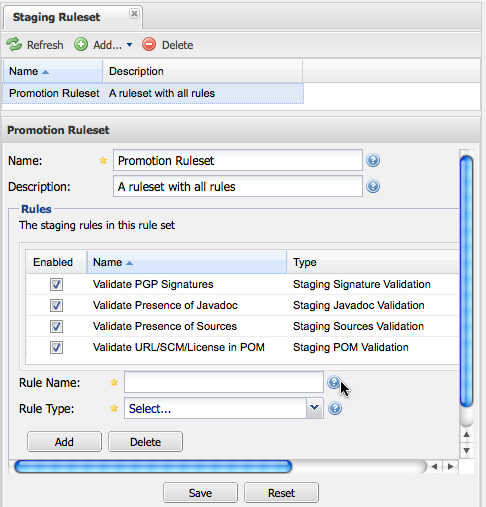 Staging Ruleset
Refresh Add... Delete
Name Description
Promotion Ruleset A ruleset with all rules
Promotion Ruleset
Name: Promotion Ruleset
Description: A ruleset with all rules
Rules
The staging rules in this rule set
Enabled Name Type
Validate PGP Signatures Staging Signature Validation
Validate Presence of Javadoc Staging Javadoc Validation
Validate Presence of Sources Staging Sources Validation
Validate URL/SCM/License in POM Staging POM Validation
Rule Name:
Rule Type: Select...
Add Delete
Save Reset